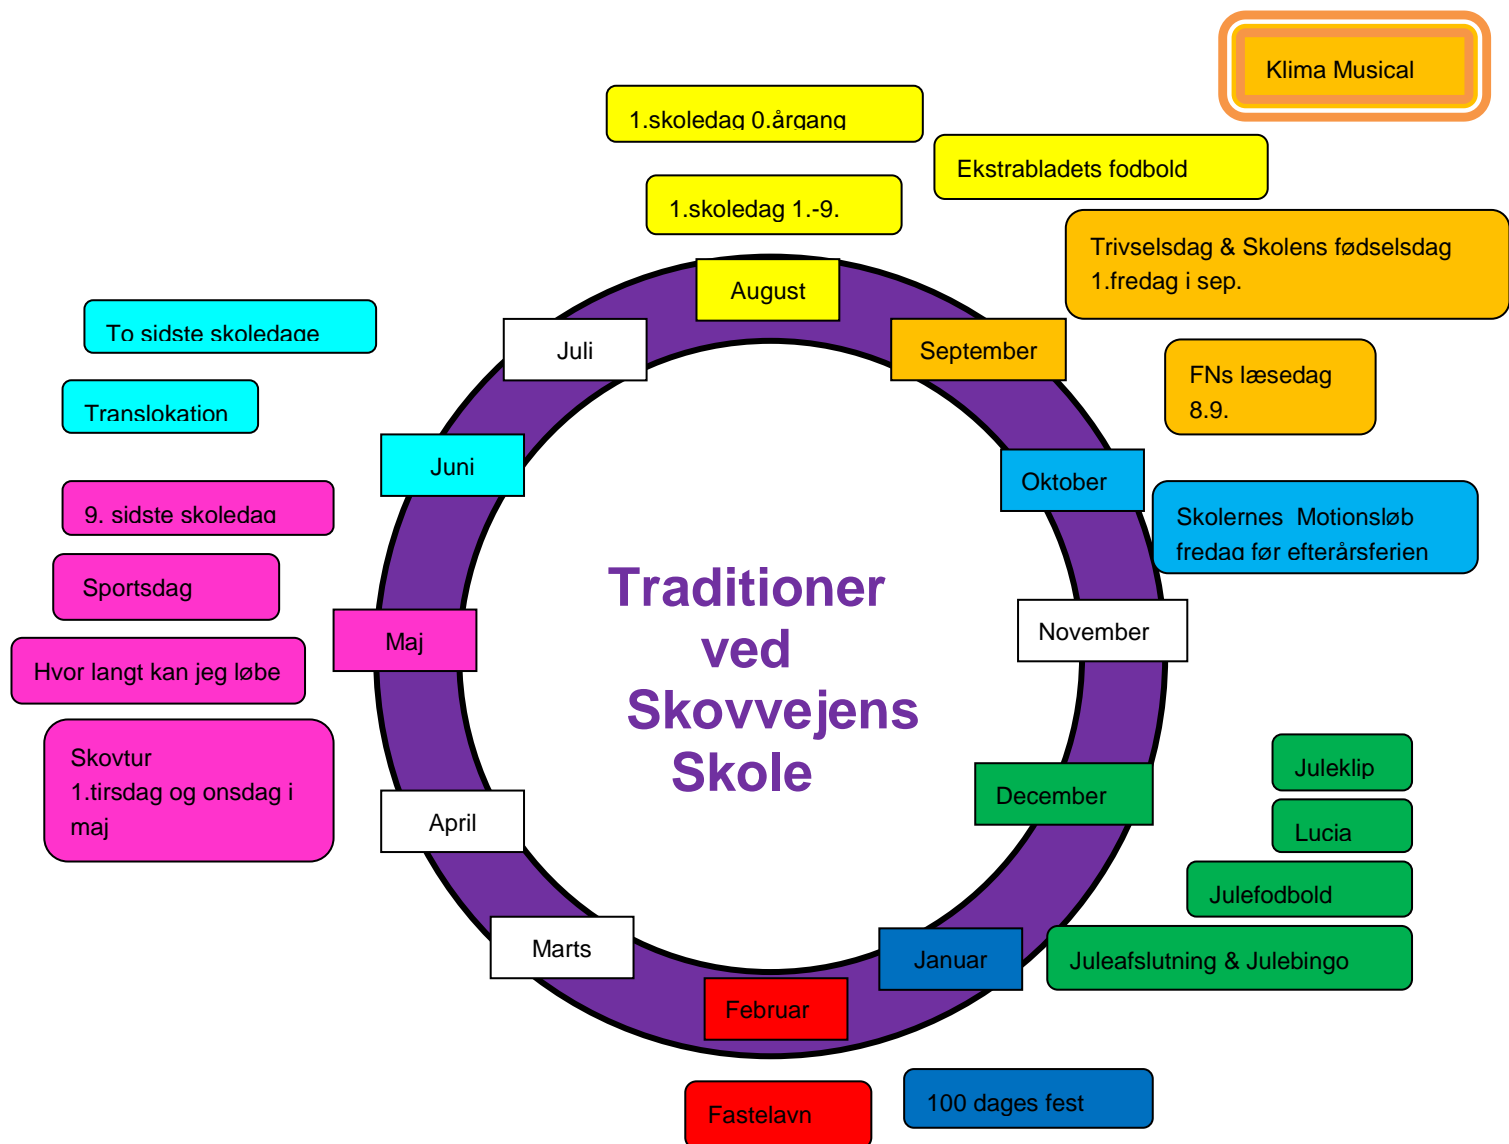 Klima Musical
1.skoledag 0.årgang
Ekstrabladets fodbold
1.skoledag 1.-9.
Trivselsdag & Skolens fødselsdag
1.fredag i sep.
August
September
Juli
To sidste skoledage
FNs læsedag
8.9.
Translokation
Juni
Oktober
Skolernes  Motionsløb
fredag før efterårsferien
9. sidste skoledag
Sportsdag
Maj
November
Hvor langt kan jeg løbe
Traditioner
ved
Skovvejens
Skole
Skovtur
1.tirsdag og onsdag i
maj
April
December
Juleklip
Lucia
Julefodbold
Juleafslutning & Julebingo
Marts
Januar
Februar
Fastelavn
100 dages fest